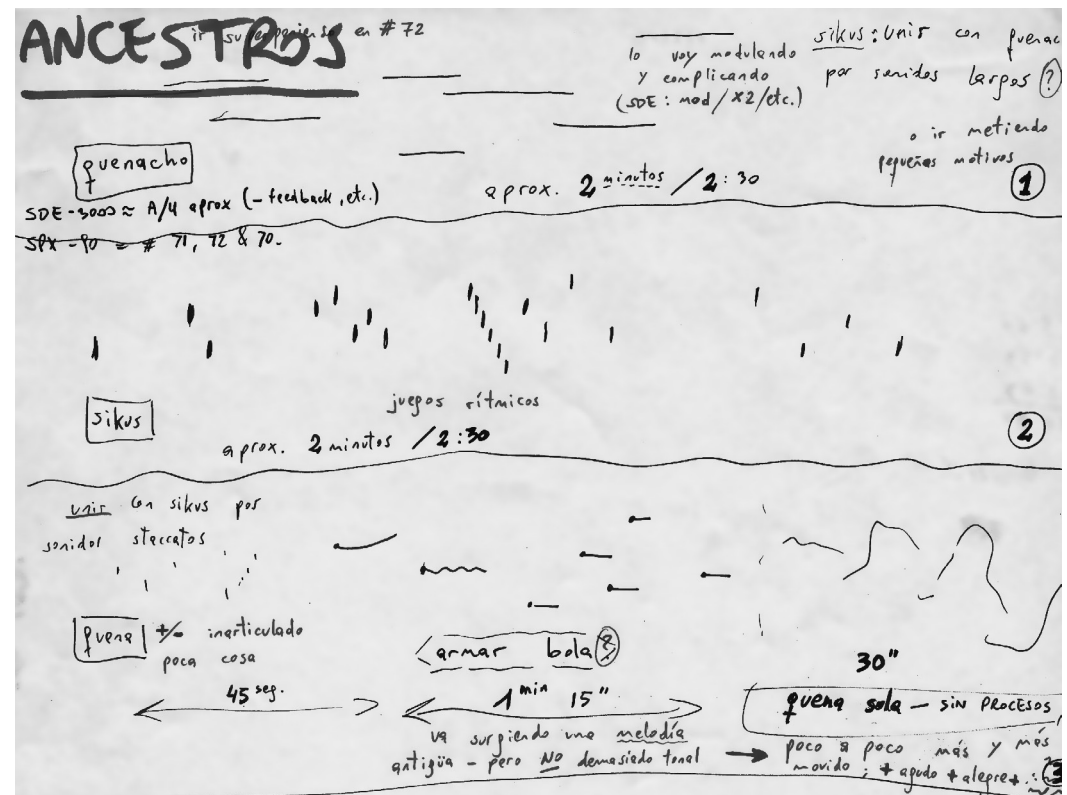 ANCESTROS
ir superponiendo en # 72
lo voy modulando
y complicando
(SDE: mod / x2 / etc.)
sikus: unir con quenac
por sonidos largos (?)
o ir metiendo
pequeños motivos
quenacho
aprox. 2 minutos / 2:30
1
SDE-3000 ≈ A/4 aprox (- feedback, etc.)
SPX-90 = # 71, 72 & 70.
juegos rítmicos
sikus
aprox. 2 minutos / 2:30
2
unir con sikus por
sonidos staccatos
quena +/- inarticulado
poca cosa
armar bola
45 seg.
1 min 15"
30"
quena sola — SIN PROCESOS
va surgiendo una melodía
antigüa - pero NO demasiado tonal
→ poco a poco más y más
movido; + agudo + alegre +
3